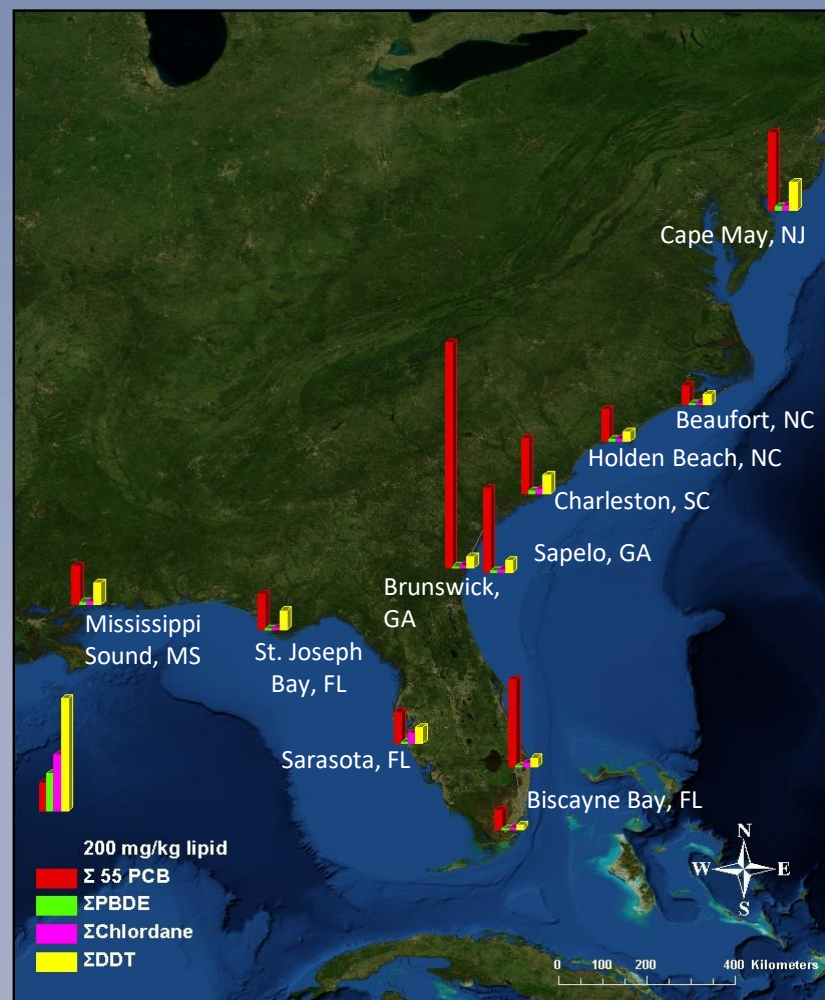 Cape May, NJ
Beaufort, NC
Holden Beach, NC
Charleston, SC
Sapelo, GA
Brunswick,
GA
Mississippi
Sound, MS
St. Joseph
Bay, FL
Sarasota, FL
Biscayne Bay, FL
200 mg/kg lipid
Σ 55 PCB
ΣPBDE
ΣChlordane
ΣDDT
N
W E
S
0 100 200 400 Kilometers